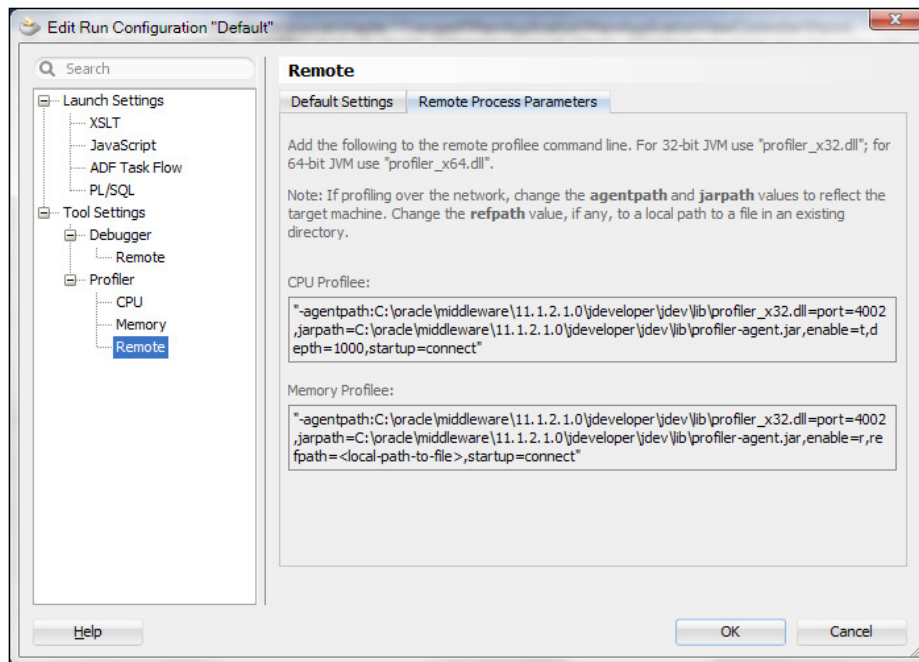 Edit Run Configuration "Default"
Search
Launch Settings
XSLT
JavaScript
ADF Task Flow
PL/SQL
Tool Settings
Debugger
Remote
Profiler
CPU
Memory
Remote
Remote
Default Settings
Remote Process Parameters
Add the following to the remote profilee command line. For 32-bit JVM use "profiler_x32.dll"; for
64-bit JVM use "profiler_x64.dll".
Note: If profiling over the network, change the agentpath and jarpath values to reflect the
target machine. Change the refpath value, if any, to a local path to a file in an existing
directory.
CPU Profilee:
"-agentpath:C:\oracle\middleware\11.1.2.1.0\jdeveloper\jdev\lib\profiler_x32.dll=port=4002
,jarpath=C:\oracle\middleware\11.1.2.1.0\jdeveloper\jdev\lib\profiler-agent.jar,enable=t,d
epth=1000,startup=connect"
Memory Profilee:
"-agentpath:C:\oracle\middleware\11.1.2.1.0\jdeveloper\jdev\lib\profiler_x32.dll=port=4002
,jarpath=C:\oracle\middleware\11.1.2.1.0\jdeveloper\jdev\lib\profiler-agent.jar,enable=r,re
fpath=<local-path-to-file>,startup=connect"
Help
OK
Cancel